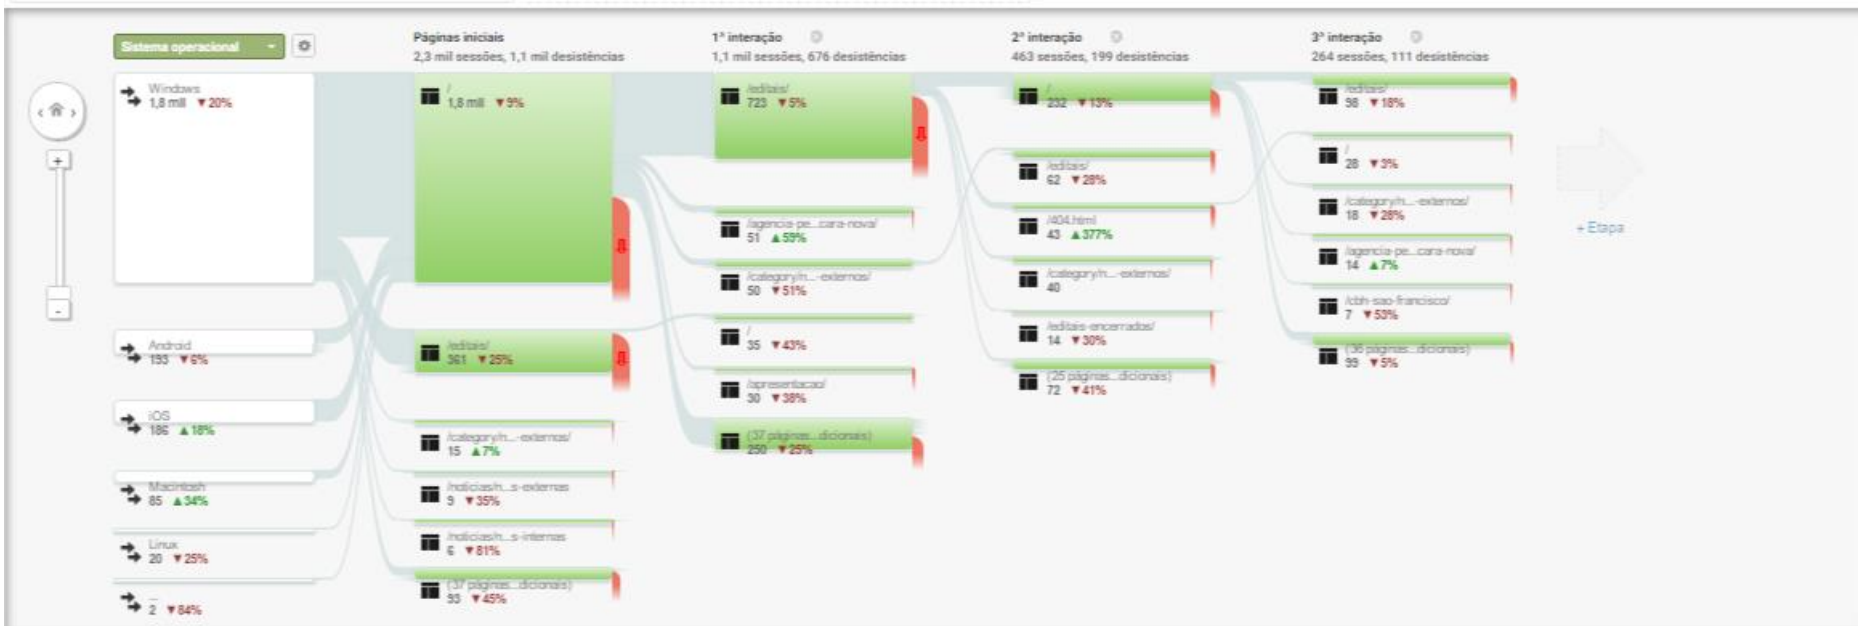 Sistema operacional
Windows
1,8 mil ▼20%
Android
193 ▼6%
iOS
186 ▲18%
Macintosh
85 ▲34%
Linux
20 ▼25%
2 ▼84%
Páginas iniciais
2,3 mil sessões, 1,1 mil desistências
/
1,8 mil ▼9%
/editais/
361 ▼25%
/category/n...-externos/
15 ▲7%
/noticias/n...s-externas
9 ▼35%
/noticias/n...s-internas
6 ▼81%
(37 páginas...dicionais)
93 ▼45%
1ª interação
1,1 mil sessões, 676 desistências
/editais/
723 ▼5%
/agencia-pe...cara-nova/
51 ▲59%
/category/n...-externos/
50 ▼51%
/
35 ▼43%
/apresentacao/
30 ▼38%
(37 páginas...dicionais)
250 ▼25%
2ª interação
463 sessões, 199 desistências
/
232 ▼13%
/editais/
62 ▼28%
/404.html
43 ▲377%
/category/n...-externos/
40
/editais-encerrados/
14 ▼30%
(25 páginas...dicionais)
72 ▼41%
3ª interação
264 sessões, 111 desistências
/editais/
98 ▼18%
/
28 ▼3%
/category/n...-externos/
18 ▼28%
/agencia-pe...cara-nova/
14 ▲7%
/cbh-sao-francisco/
7 ▼53%
(36 páginas...dicionais)
99 ▼5%
+ Etapa